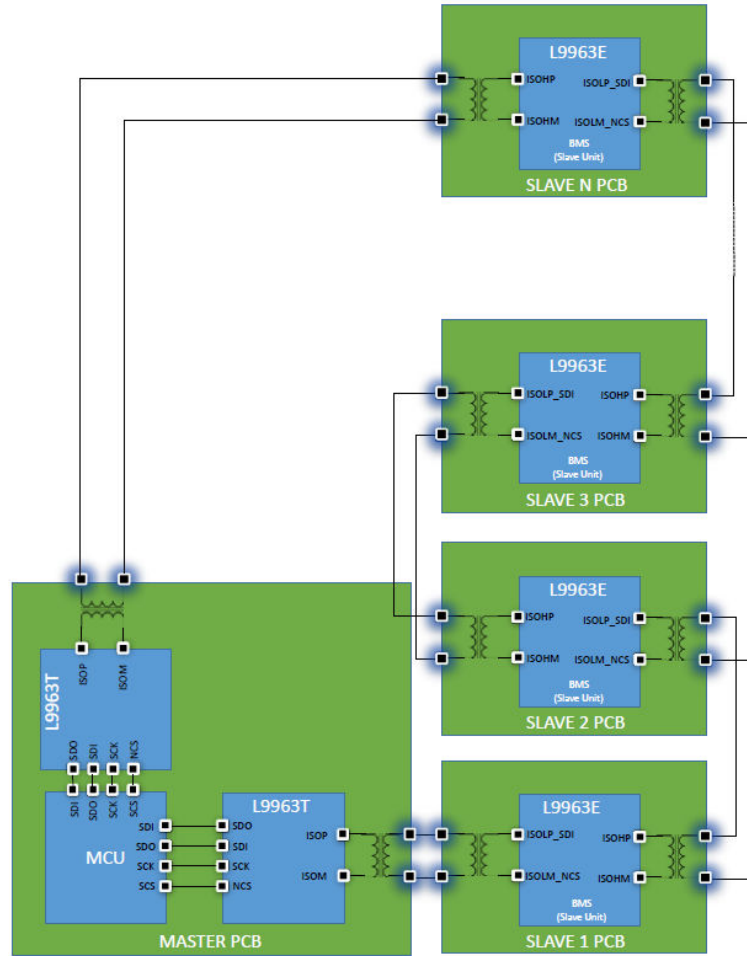 L9963E
ISOHP
ISOLP_SDI
ISOHM
ISOLM_NCS
BMS
(Slave Unit)
SLAVE N PCB
L9963E
ISOLP_SDI
ISOHP
ISOLM_NCS
ISOHM
BMS
(Slave Unit)
SLAVE 3 PCB
L9963E
ISOHP
ISOLP_SDI
ISOHM
ISOLM_NCS
BMS
(Slave Unit)
SLAVE 2 PCB
L9963E
ISOLP_SDI
ISOHP
ISOLM_NCS
ISOHM
BMS
(Slave Unit)
SLAVE 1 PCB
ISOP
ISOM
L9963T
SDO
SDI
SCK
NCS
SDI
SDO
SCK
SCS
MCU
SDI
SDO
SCK
SCS
L9963T
SDO
SDI
SCK
NCS
ISOP
ISOM
MASTER PCB